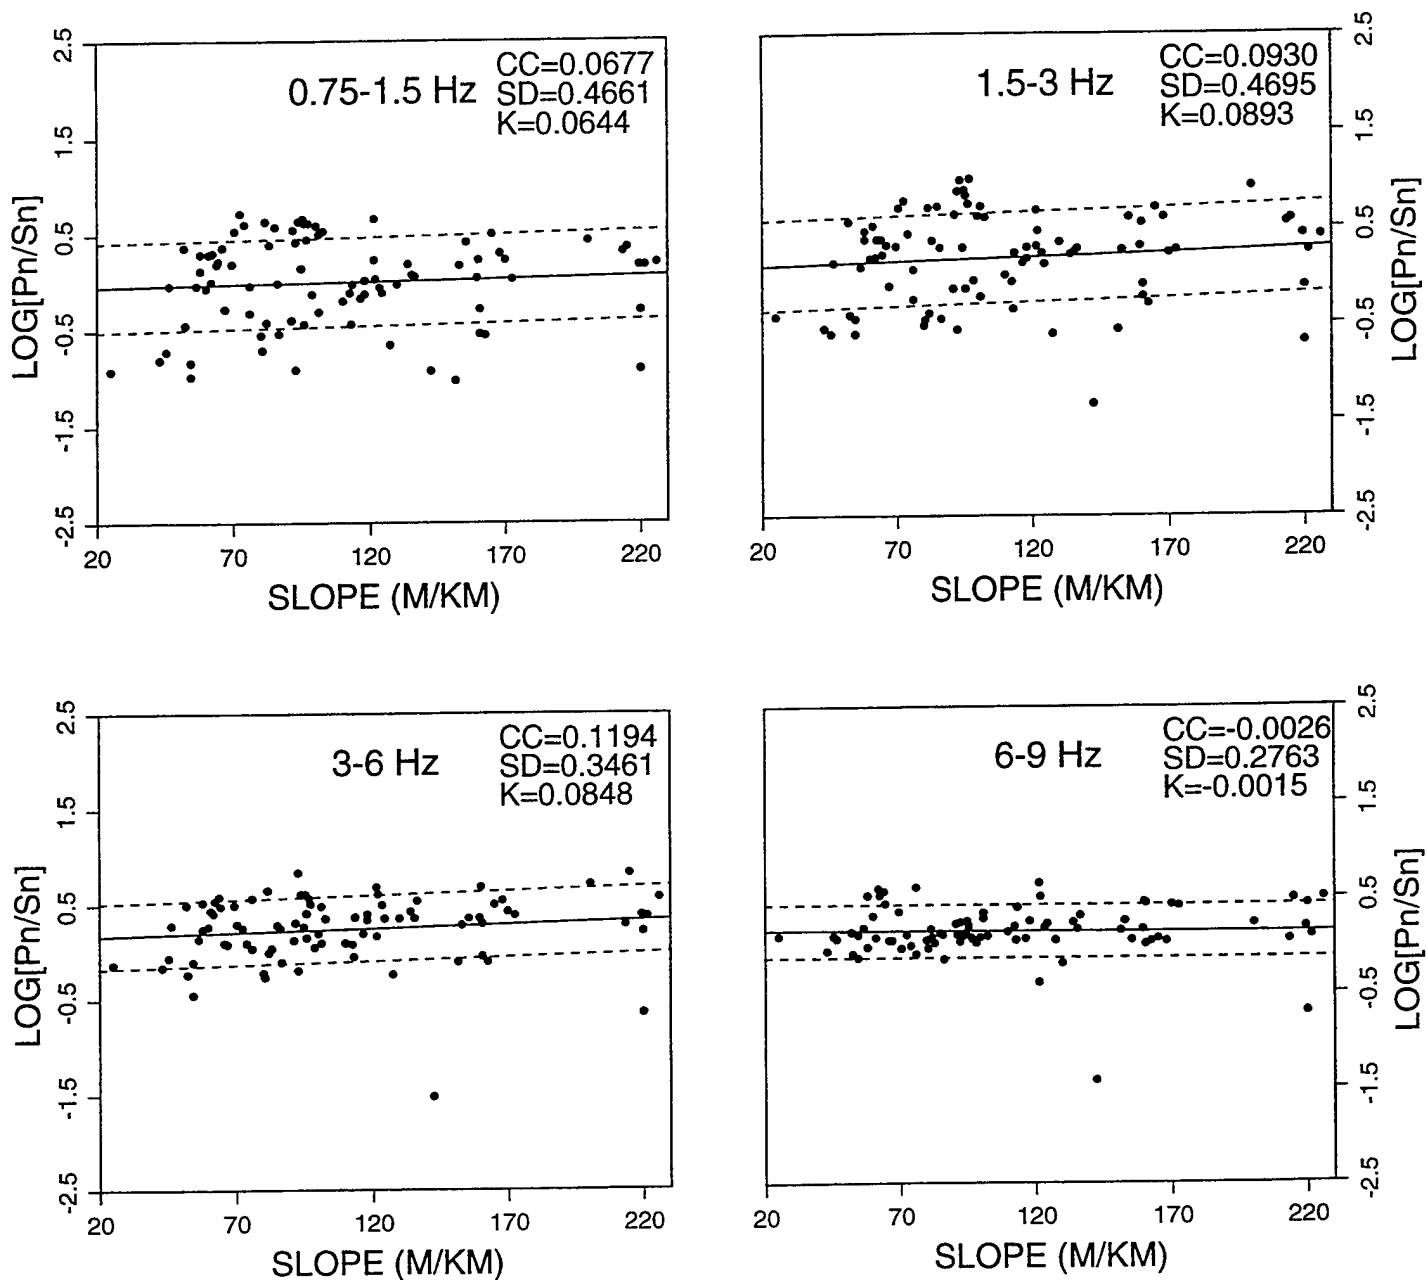 0.75-1.5 Hz
CC=0.0677
SD=0.4661
K=0.0644
2.5
1.5
0.5
-0.5
-1.5
-2.5
LOG[Pn/Sn]
20 70 120 170 220
SLOPE (M/KM)
1.5-3 Hz
CC=0.0930
SD=0.4695
K=0.0893
2.5
1.5
0.5
-0.5
-1.5
-2.5
LOG[Pn/Sn]
20 70 120 170 220
SLOPE (M/KM)
3-6 Hz
CC=0.1194
SD=0.3461
K=0.0848
2.5
1.5
0.5
-0.5
-1.5
-2.5
LOG[Pn/Sn]
20 70 120 170 220
SLOPE (M/KM)
6-9 Hz
CC=-0.0026
SD=0.2763
K=-0.0015
2.5
1.5
0.5
-0.5
-1.5
-2.5
LOG[Pn/Sn]
20 70 120 170 220
SLOPE (M/KM)